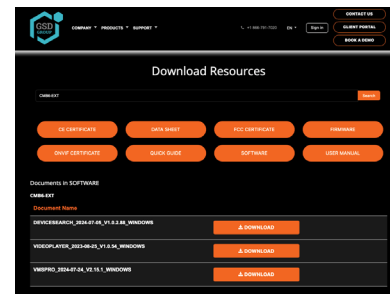 GSD
GROUP
COMPANY PRODUCTS SUPPORT
EN
Sign in
CONTACT US
CLIENT PORTAL
BOOK A DEMO
Download Resources
CMB6-EXT
Search
CE CERTIFICATE
DATA SHEET
FCC CERTIFICATE
FIRMWARE
ONVIF CERTIFICATE
QUICK GUIDE
SOFTWARE
USER MANUAL
Documents in SOFTWARE
CMB6-EXT
Document Name
DEVICESEARCH_2024-07-05_V1.0.2.88_WINDOWS
DOWNLOAD
VIDEOPLAYER_2023-08-25_V1.0.54_WINDOWS
DOWNLOAD
VMSPRO_2024-07-24_V2.15.1_WINDOWS
DOWNLOAD